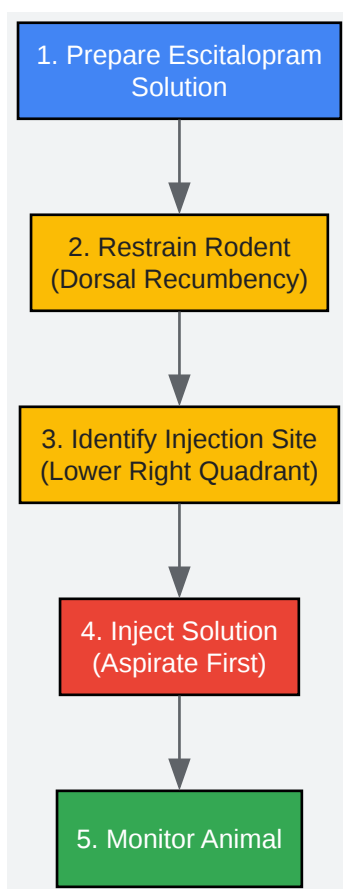 1. Prepare Escitalopram
Solution
2. Restrain Rodent
(Dorsal Recumbency)
3. Identify Injection Site
(Lower Right Quadrant)
4. Inject Solution
(Aspirate First)
5. Monitor Animal